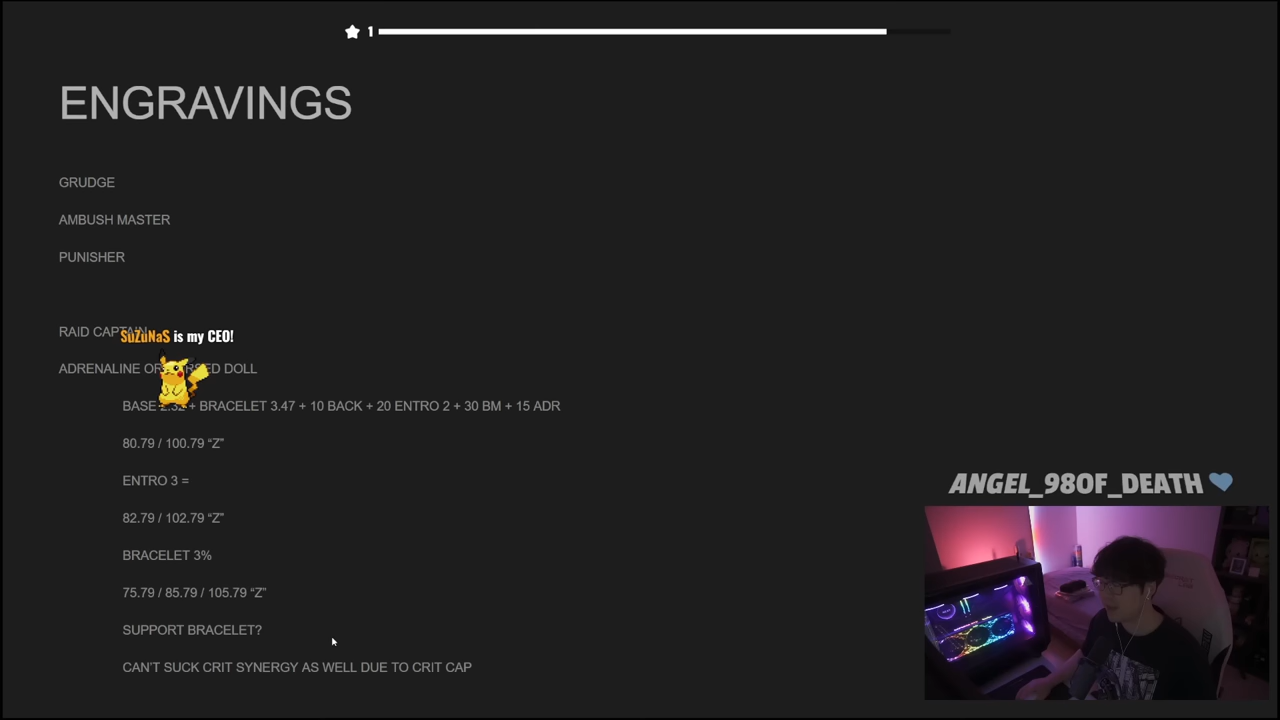 1
ENGRAVINGS
GRUDGE
AMBUSH MASTER
PUNISHER
RAID CAPTAIN
SuZuNaS is my CEO!
ADRENALINE OR CURSED DOLL
BASE 2.32 + BRACELET 3.47 + 10 BACK + 20 ENTRO 2 + 30 BM + 15 ADR
80.79 / 100.79 “Z”
ENTRO 3 =
82.79 / 102.79 “Z”
BRACELET 3%
75.79 / 85.79 / 105.79 “Z”
SUPPORT BRACELET?
CAN’T SUCK CRIT SYNERGY AS WELL DUE TO CRIT CAP
ANGEL_98OF_DEATH